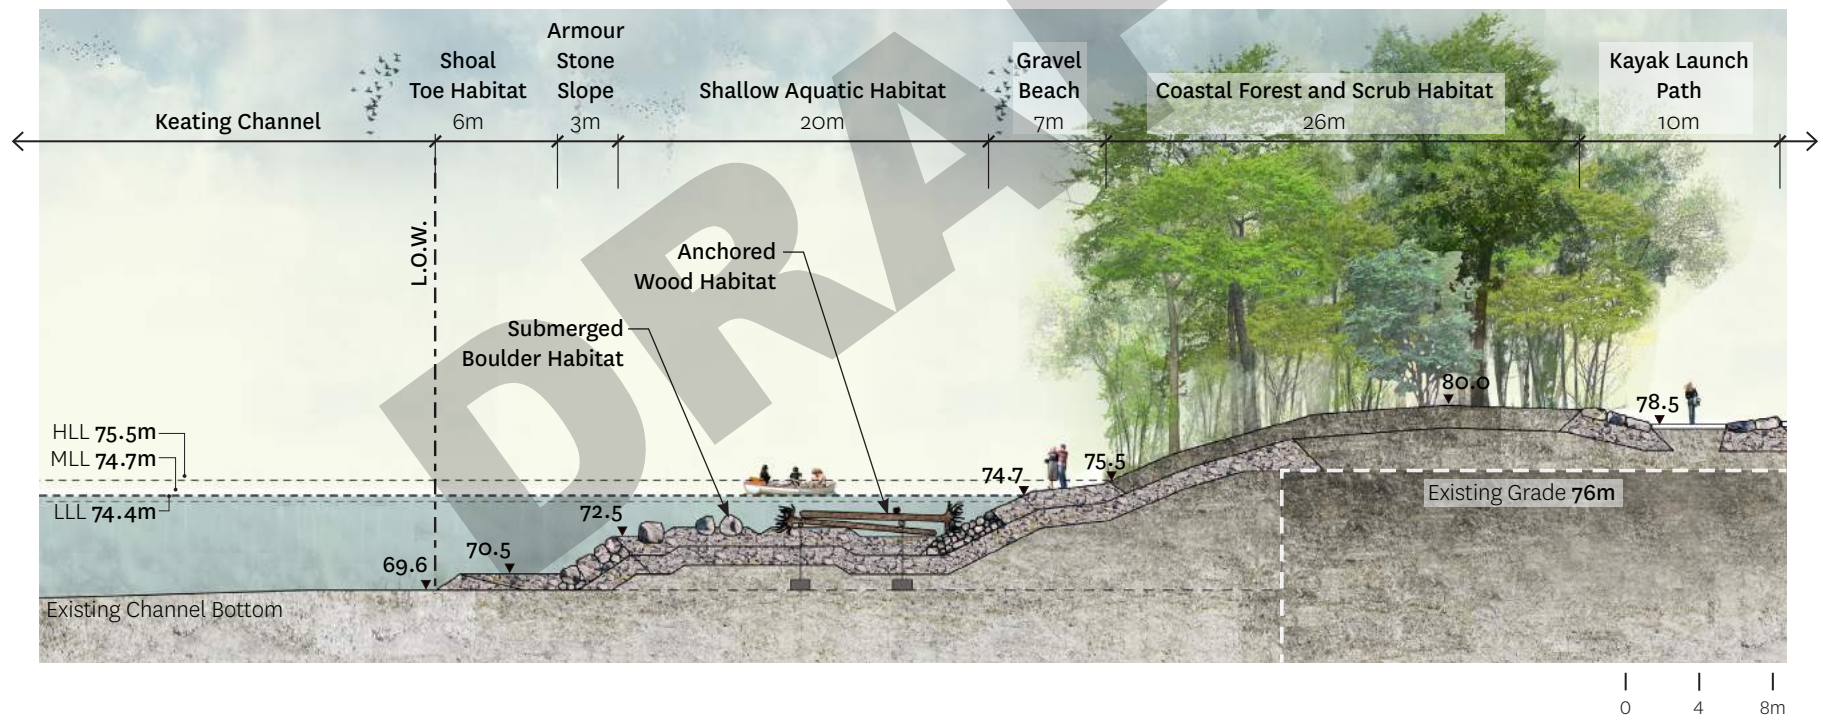 Armour
Shoal
Stone
Gravel
Kayak Launch
Toe Habitat
Slope
Shallow Aquatic Habitat
Beach
Coastal Forest and Scrub Habitat
Path
Keating Channel
6m
3m
20m
7m
26m
10m
L.O.W.
Anchored
Wood Habitat
Submerged
Boulder Habitat
DRAF
80.0
78.5
HLL 75.5m
MLL 74.7m
LLL 74.4m
74.7
75.5
Existing Grade 76m
72.5
70.5
69.6
Existing Channel Bottom
0
4
8m